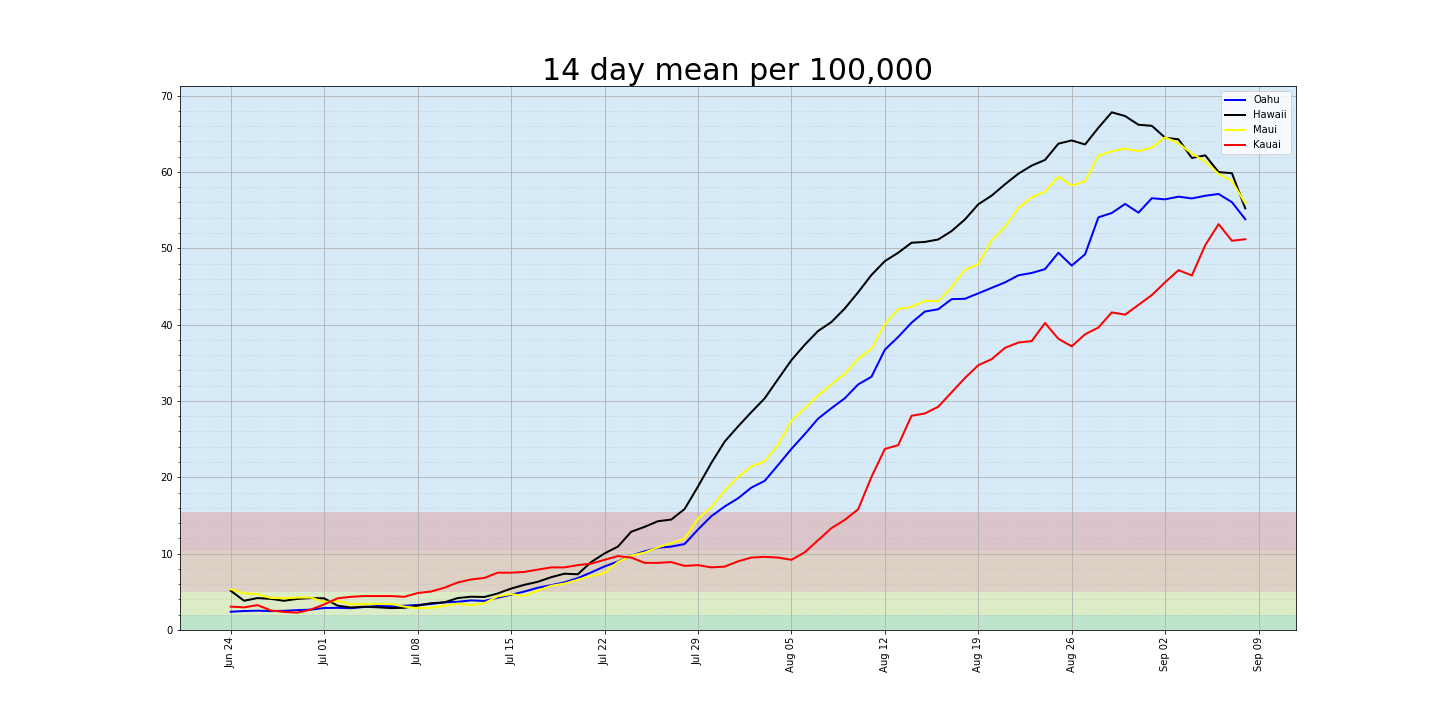 14 day mean per 100,000
Oahu
Hawaii
Maui
Kauai
70
60
50
40
30
20
10
0
Jun 24
Jul 01
Jul 08
Jul 15
Jul 22
Jul 29
Aug 05
Aug 12
Aug 19
Aug 26
Sep 02
Sep 09